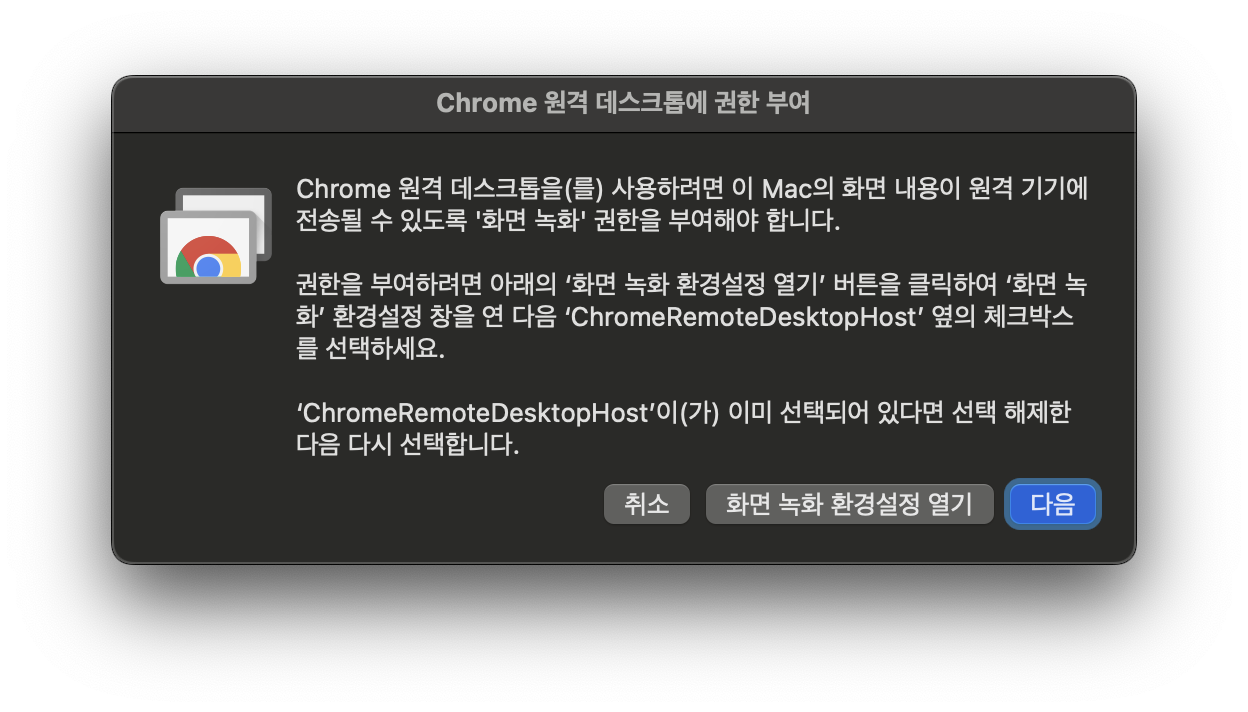 Chrome 원격 데스크톱에 권한 부여
Chrome 원격 데스크톱을(를) 사용하려면 이 Mac의 화면 내용이 원격 기기에
전송될 수 있도록 '화면 녹화' 권한을 부여해야 합니다.
권한을 부여하려면 아래의 ‘화면 녹화 환경설정 열기’ 버튼을 클릭하여 ‘화면 녹
화’ 환경설정 창을 연 다음 ‘ChromeRemoteDesktopHost’ 옆의 체크박스
를 선택하세요.
‘ChromeRemoteDesktopHost’이(가) 이미 선택되어 있다면 선택 해제한
다음 다시 선택합니다.
취소 화면 녹화 환경설정 열기 다음